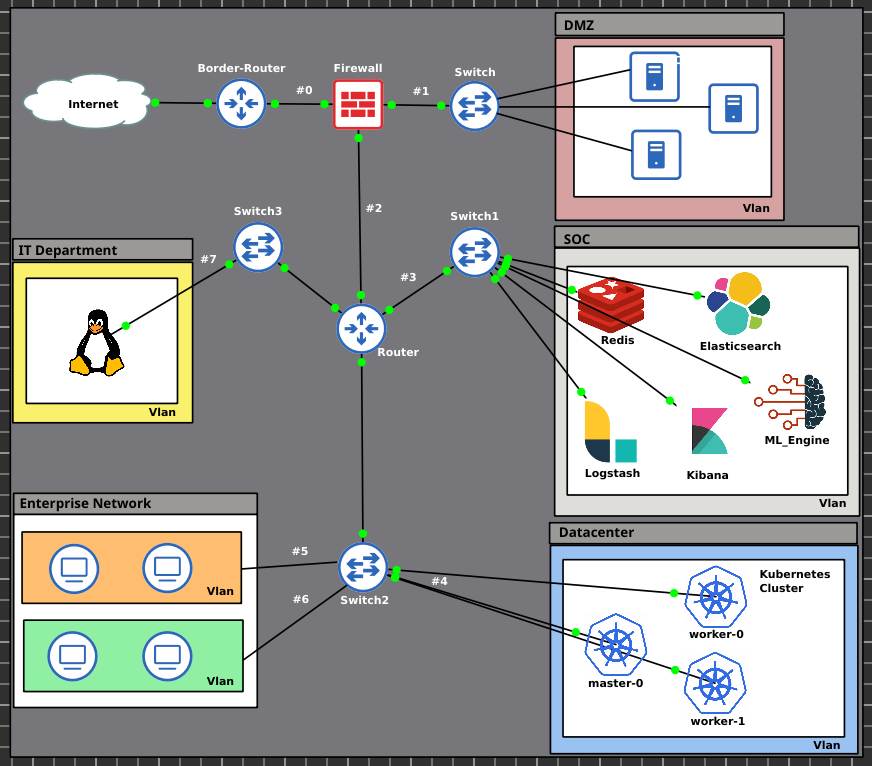 DMZ
Border-Router
Firewall
Switch
#0
#1
Internet
Vlan
#2
Switch3
Switch1
SOC
IT Department
#7
#3
Redis
Elasticsearch
Router
Vlan
ML_Engine
Logstash
Kibana
Vlan
Enterprise Network
Datacenter
#5
#4
Kubernetes
Cluster
Vlan
#6
Switch2
worker-0
Vlan
master-0
worker-1
Vlan